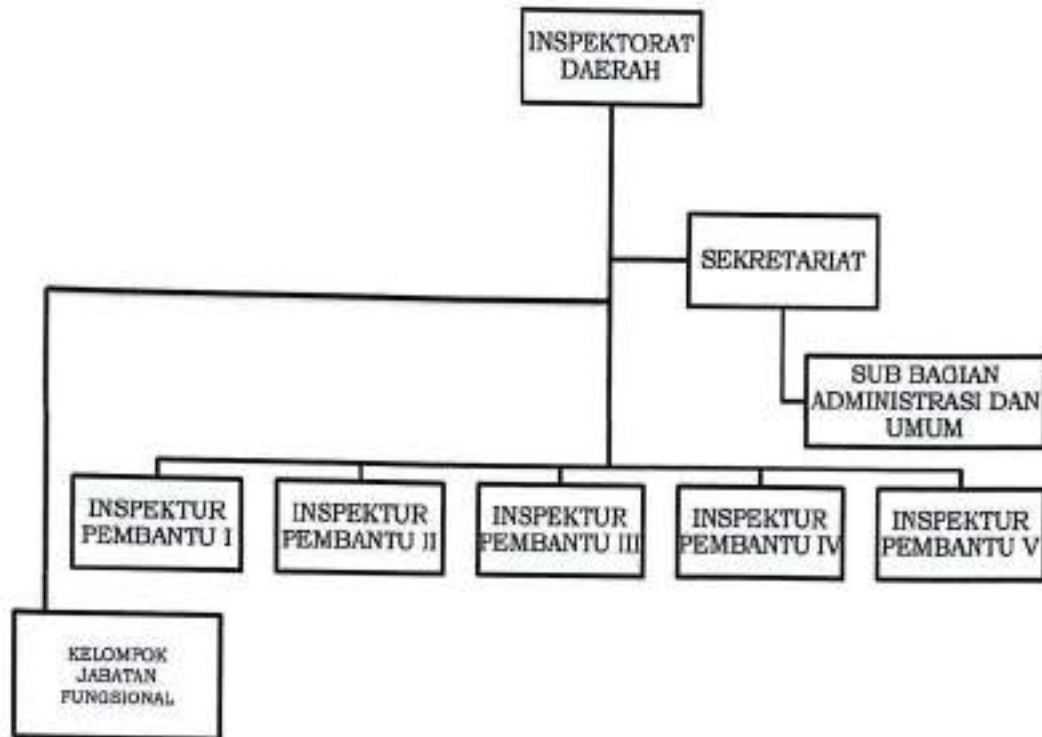 INSPEKTORAT
DAERAH
SEKRETARIAT
SUB BAGIAN
ADMINISTRASI DAN
UMUM
INSPEKTUR
PEMBANTU I
INSPEKTUR
PEMBANTU II
INSPEKTUR
PEMBANTU III
INSPEKTUR
PEMBANTU IV
INSPEKTUR
PEMBANTU V
KELOMPOK
JABATAN
FUNGSIONAL